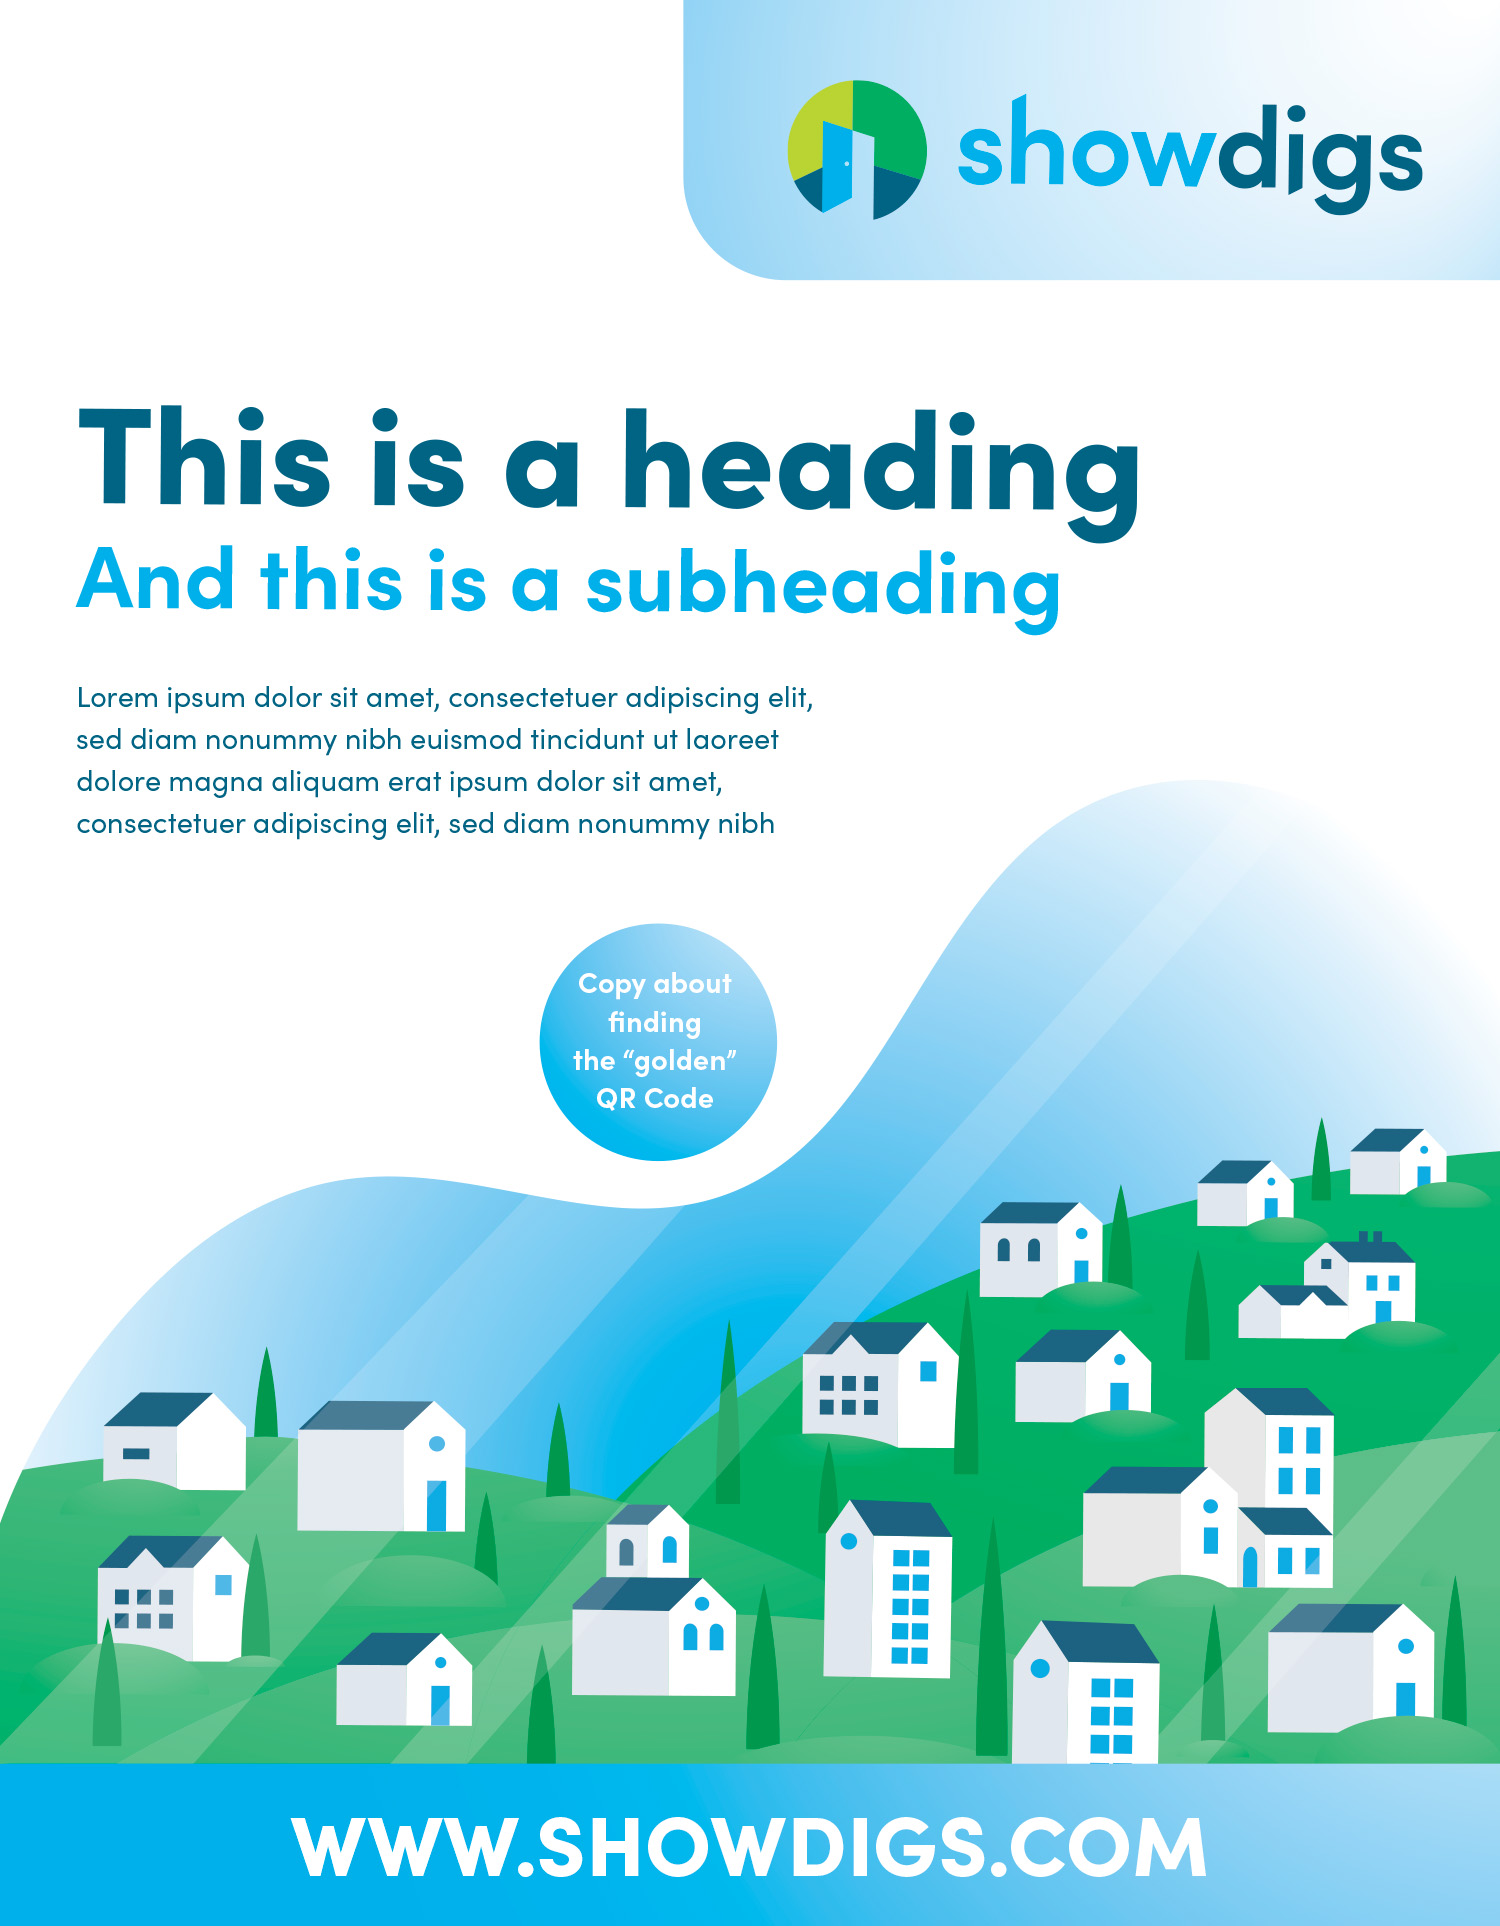 showdigs
This is a heading
And this is a subheading
Lorem ipsum dolor sit amet, consectetuer adipiscing elit,
sed diam nonummy nibh euismod tincidunt ut laoreet
dolore magna aliquam erat ipsum dolor sit amet,
consectetuer adipiscing elit, sed diam nonummy nibh
Copy about
finding
the “golden”
QR Code
WWW.SHOWDIGS.COM